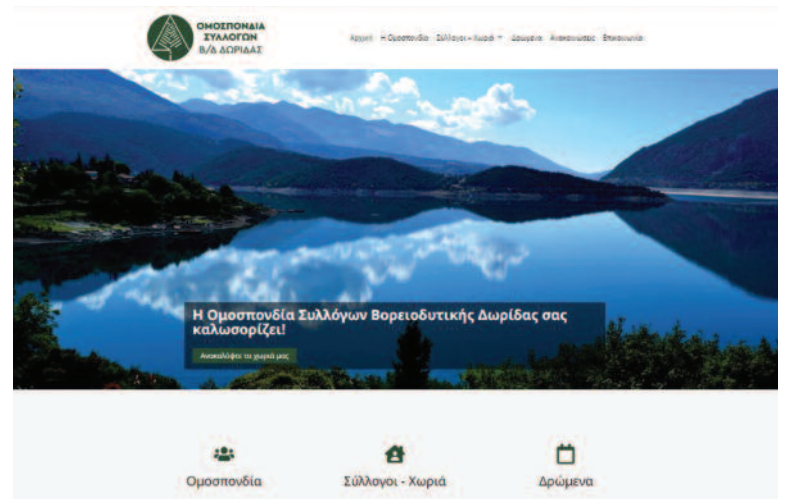 ΟΜΟΣΠΟΝΔΙΑ
ΣΥΛΛΟΓΩΝ
Β/Δ ΔΩΡΙΔΑΣ
Αρχική Η Ομοσπονδία Σύλλογοι - Χωριά Δρώμενα Ανακοινώσεις Επικοινωνία
Η Ομοσπονδία Συλλόγων Βορειοδυτικής Δωρίδας σας
καλωσορίζει!
Ανακαλύψτε τα χωριά μας
Ομοσπονδία Σύλλογοι - Χωριά Δρώμενα